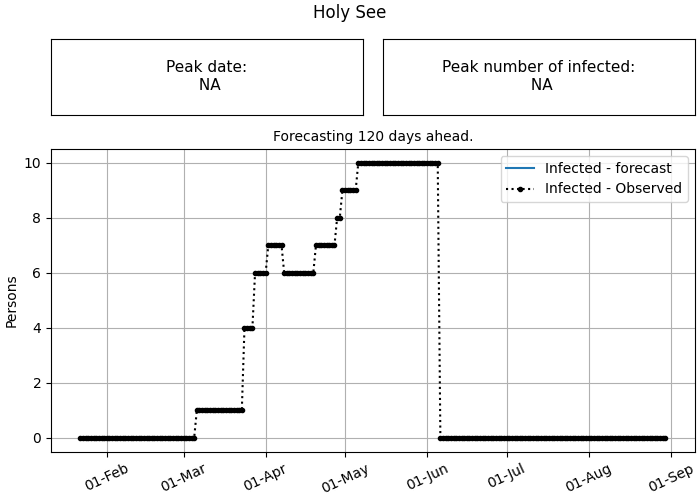 Holy See
Peak date:
NA
Peak number of infected:
NA
Forecasting 120 days ahead.
Infected - forecast
Infected - Observed
Persons
10
8
6
4
2
0
01-Feb
01-Mar
01-Apr
01-May
01-Jun
01-Jul
01-Aug
01-Sep